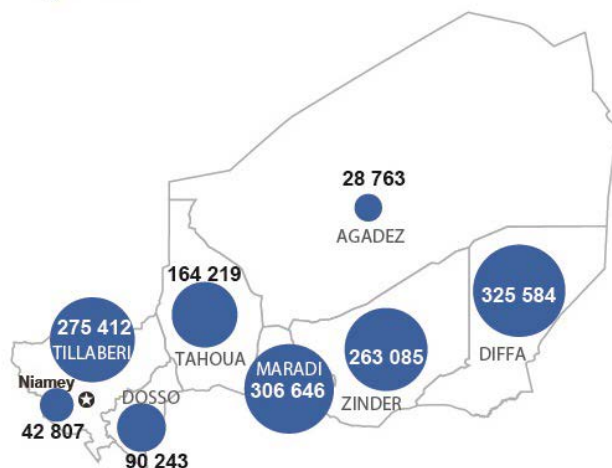 28 763
AGADEZ
164 219
TAHOUA
325 584
DIFFA
275 412
TILLABERI
263 085
ZINDER
MARADI
306 646
Niamey
42 807
DOSSO
90 243